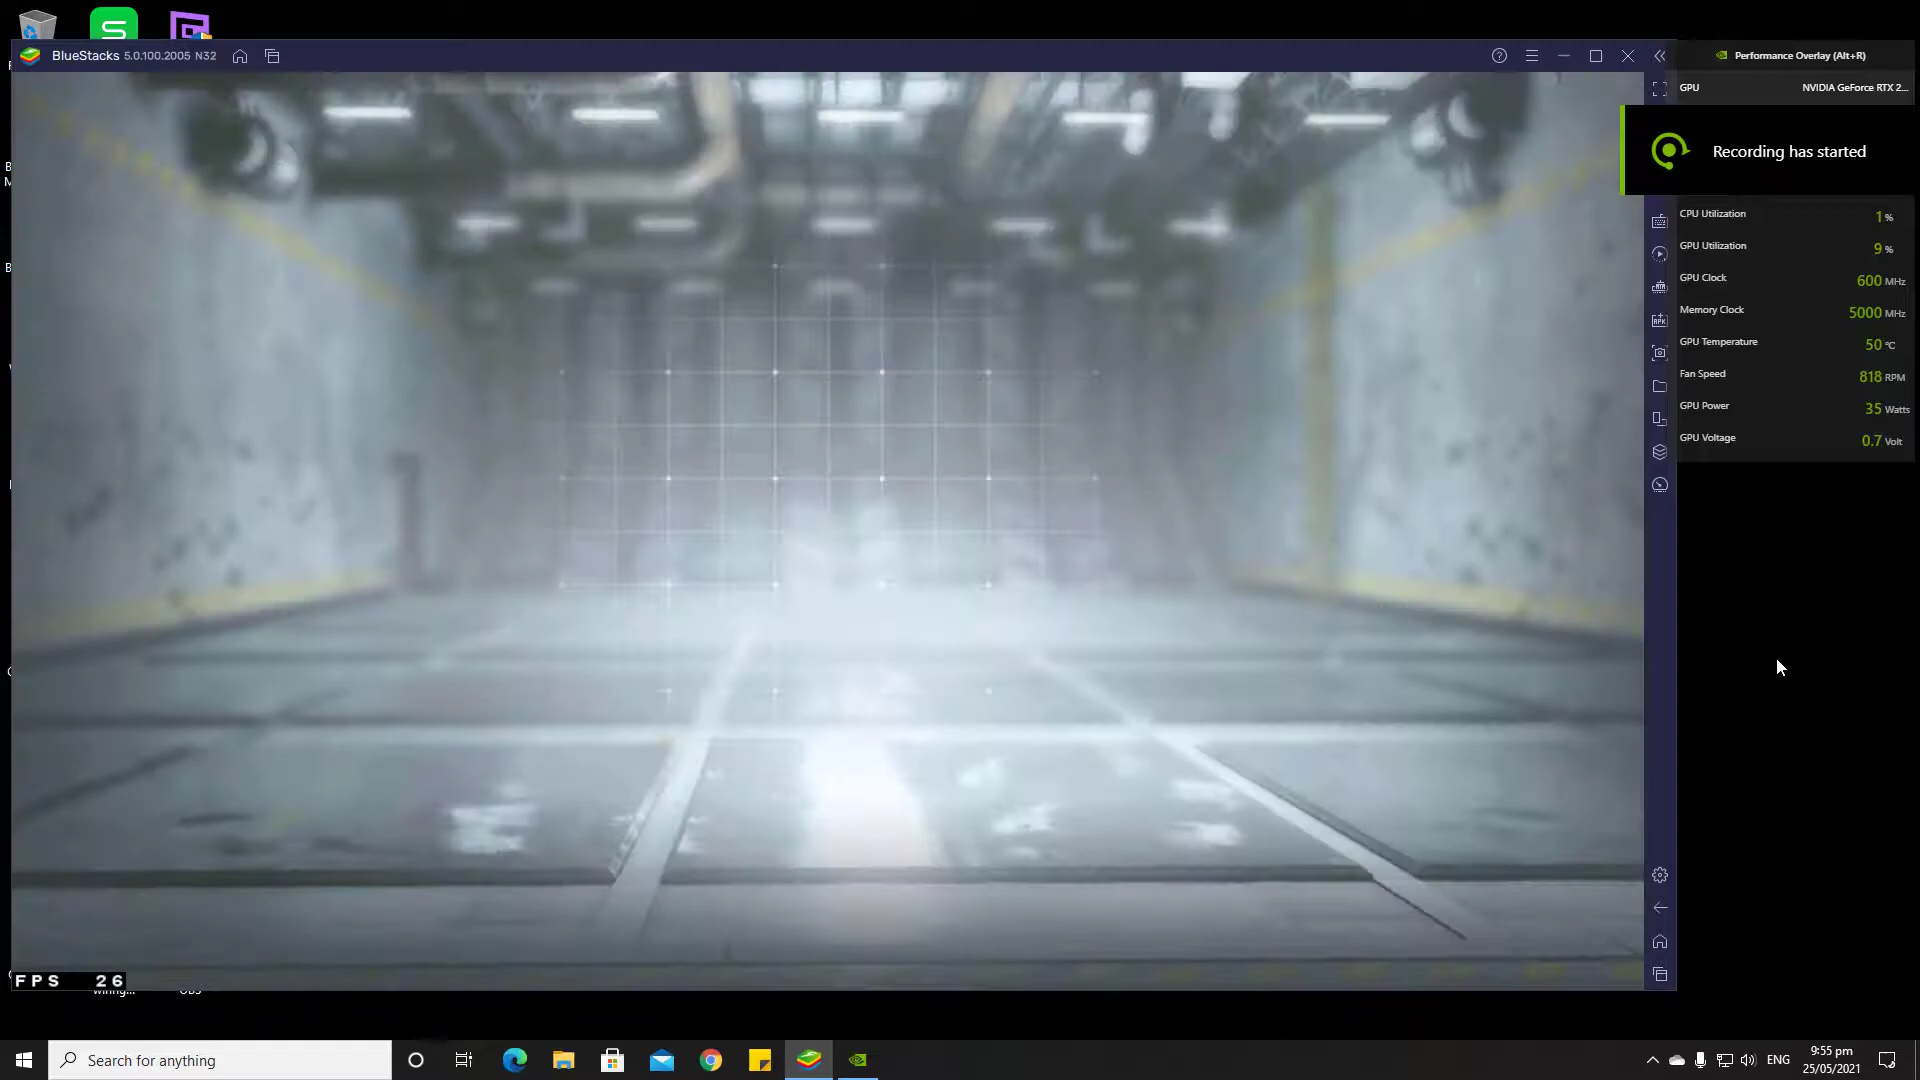 BlueStacks 5.0.100.2005 N32
Performance Overlay (Alt+R)
GPU NVIDIA GeForce RTX 2...
Recording has started
CPU Utilization 1 %
GPU Utilization 9 %
GPU Clock 600 MHz
Memory Clock 5000 MHz
GPU Temperature 50 °C
Fan Speed 818 RPM
GPU Power 35 Watts
GPU Voltage 0.7 Volt
FPS 26
Search for anything
ENG
9:55 pm
25/05/2021